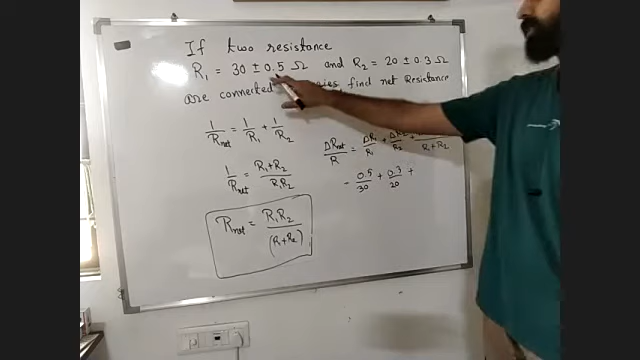 If two resistance
R₁ = 30 ± 0.5 Ω and R₂ = 20 ± 0.3 Ω
are connected find net Resistance
1/Rnet = 1/R₁ + 1/R₂
1/Rnet = R₁+R₂/R₁R₂
Rnet = R₁R₂/(R₁+R₂)
ΔRnet/R = ΔR₁/R₁ + ΔR₂/R₂ + R₁+R₂
= 0.5/30 + 0.3/20 +